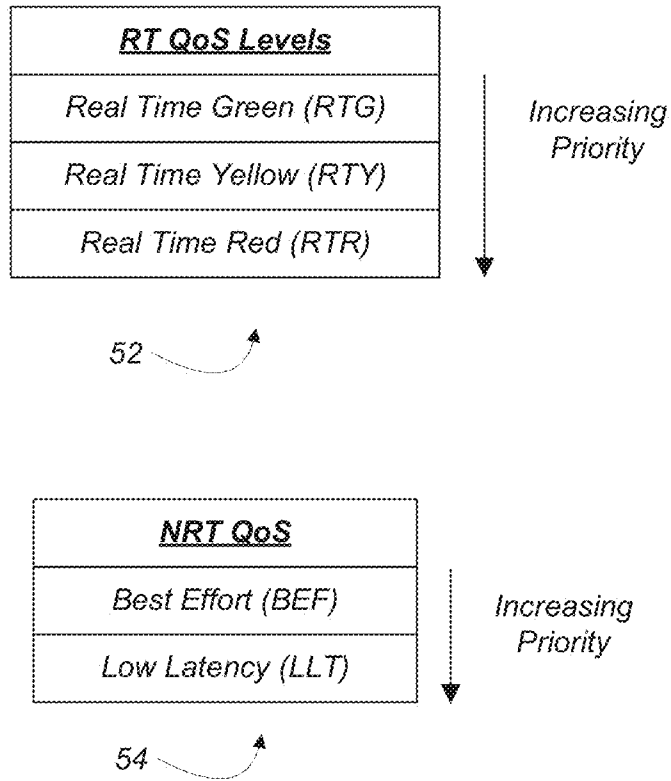 RT QoS Levels
Real Time Green (RTG)
Real Time Yellow (RTY)
Real Time Red (RTR)
Increasing
Priority
52
NRT QoS
Best Effort (BEF)
Low Latency (LLT)
Increasing
Priority
54